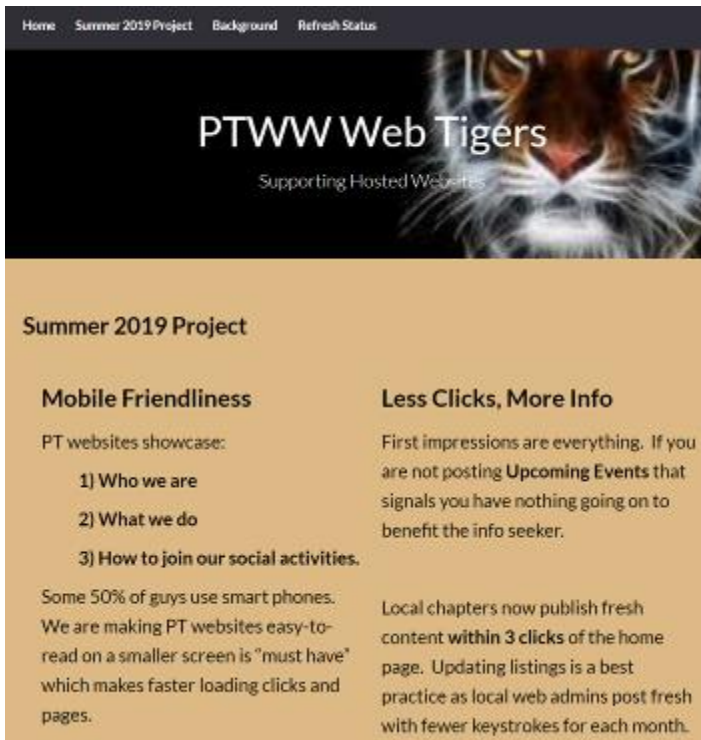 Home Summer 2019 Project Background Refresh Status
PTWW Web Tigers
Supporting Hosted Websites
Summer 2019 Project
Mobile Friendliness
PT websites showcase:
1) Who we are
2) What we do
3) How to join our social activities.
Some 50% of guys use smart phones.
We are making PT websites easy-to-
read on a smaller screen is "must have"
which makes faster loading clicks and
pages.
Less Clicks, More Info
First impressions are everything. If you
are not posting Upcoming Events that
signals you have nothing going on to
benefit the info seeker.
Local chapters now publish fresh
content within 3 clicks of the home
page. Updating listings is a best
practice as local web admins post fresh
with fewer keystrokes for each month.